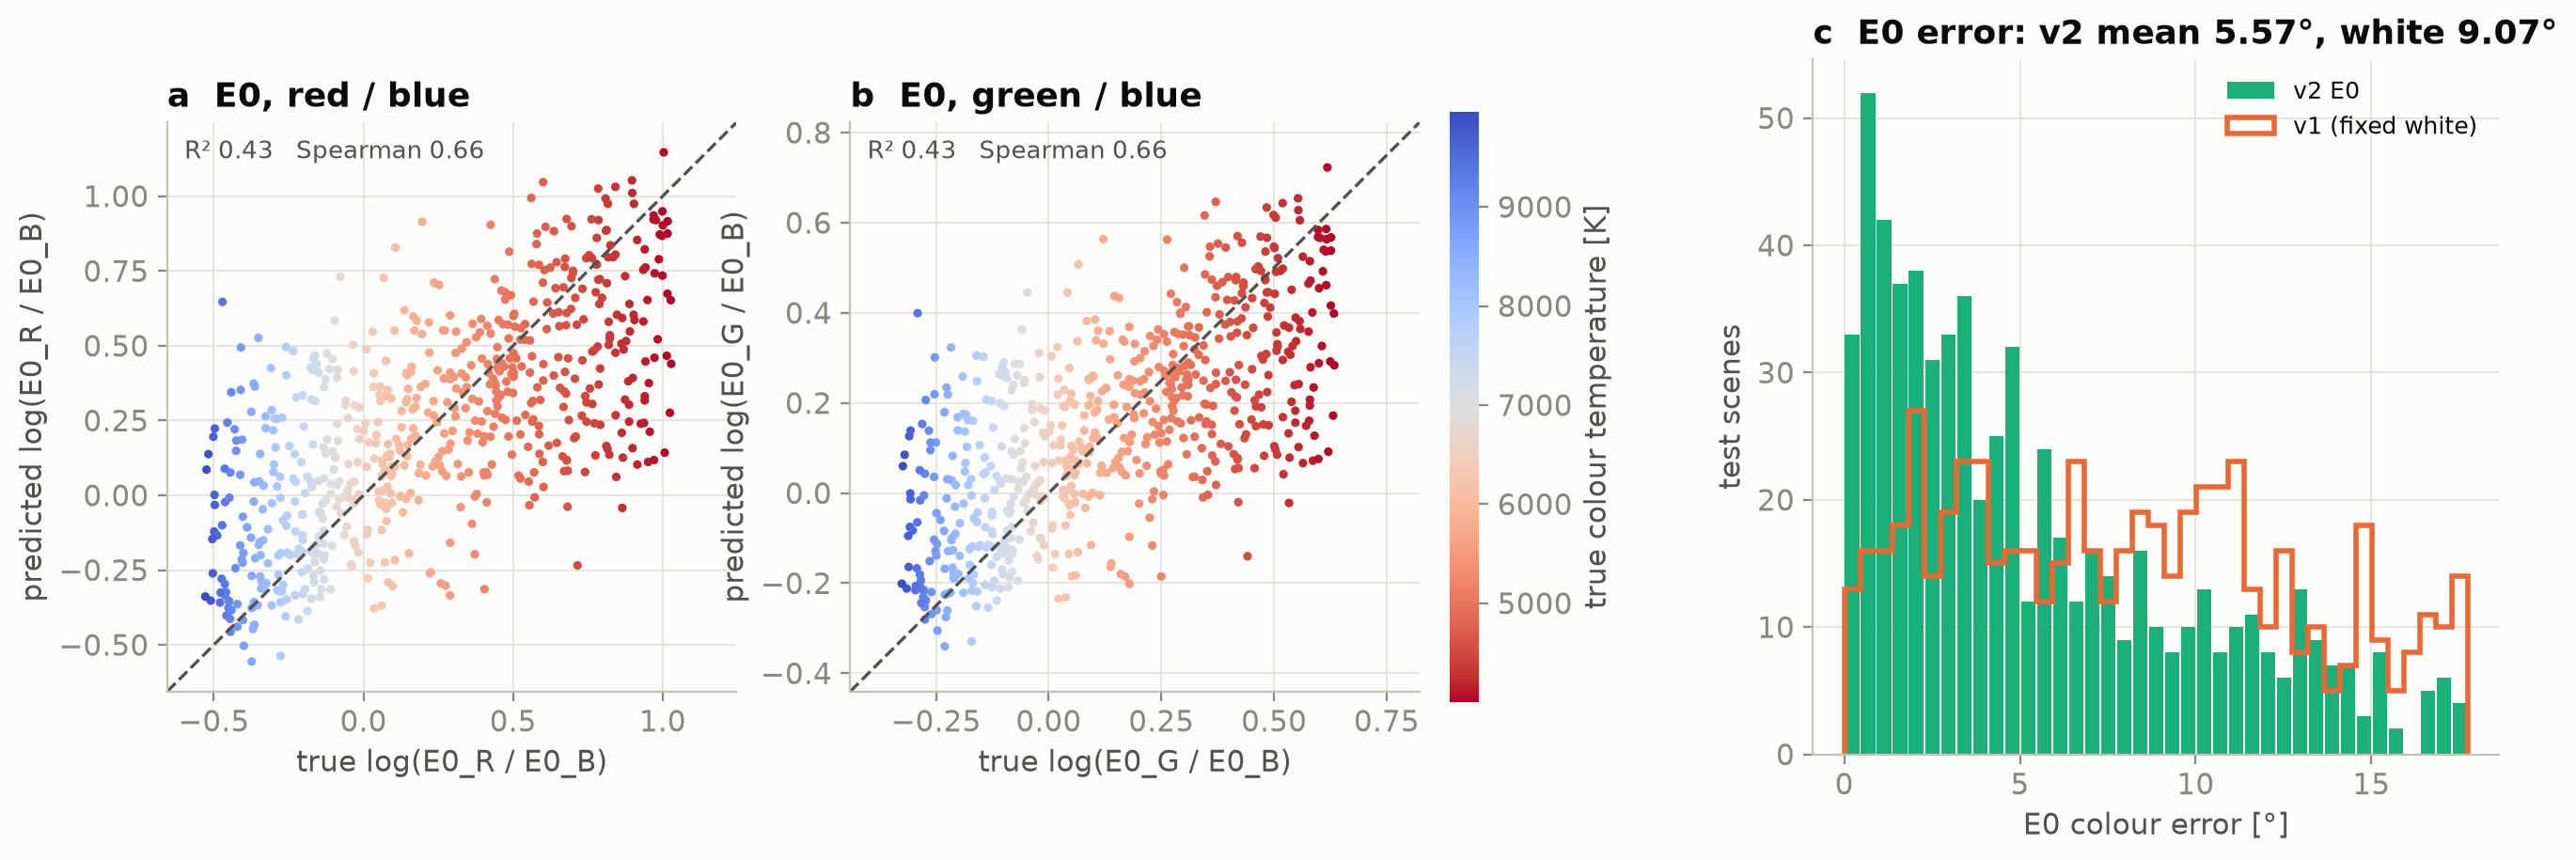 a  E0, red / blue
R² 0.43   Spearman 0.66
predicted log(E0_R / E0_B)
1.00
0.75
0.50
0.25
0.00
−0.25
−0.50
−0.5
0.0
0.5
1.0
true log(E0_R / E0_B)
b  E0, green / blue
R² 0.43   Spearman 0.66
predicted log(E0_G / E0_B)
0.8
0.6
0.4
0.2
0.0
−0.2
−0.4
−0.25
0.00
0.25
0.50
0.75
true log(E0_G / E0_B)
9000
8000
7000
6000
5000
true colour temperature [K]
c  E0 error: v2 mean 5.57°, white 9.07°
v2 E0
v1 (fixed white)
test scenes
50
40
30
20
10
0
0
5
10
15
E0 colour error [°]